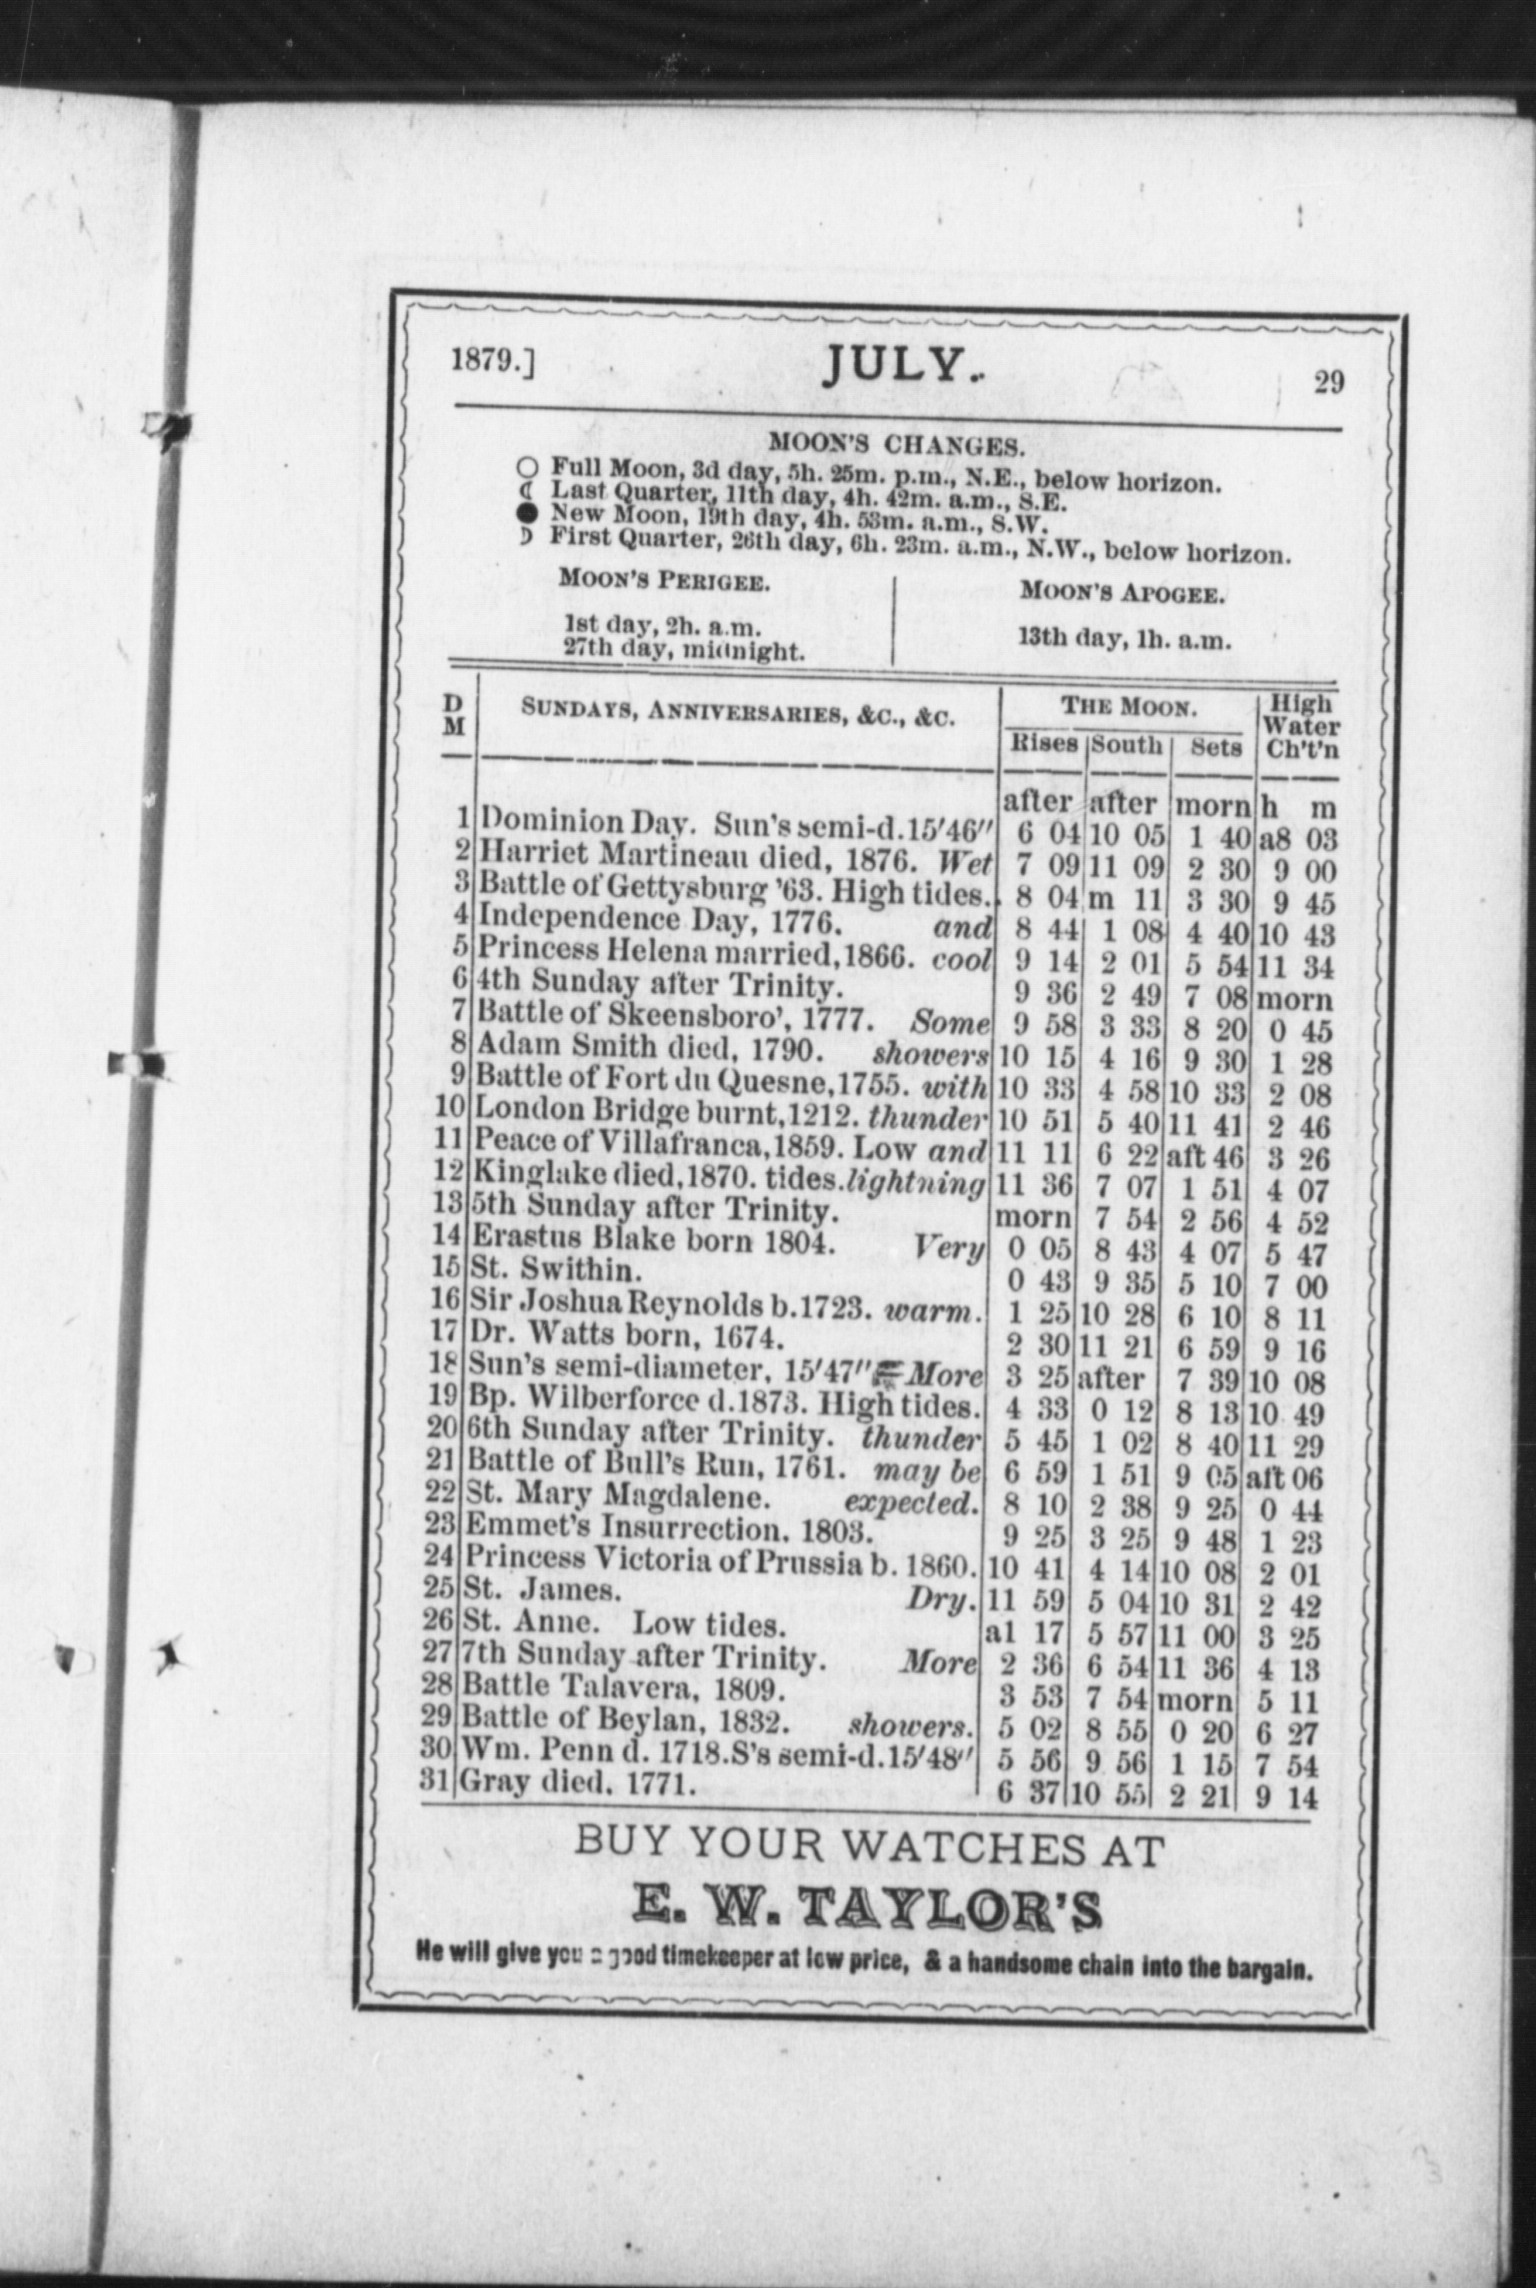 1879.] JULY. 29
MOON'S CHANGES.
○ Full Moon, 3d day, 5h. 25m. p.m., N.E., below horizon.
☾ Last Quarter, 11th day, 4h. 42m. a.m., S.E.
● New Moon, 19th day, 4h. 53m. a.m., S.W.
☽ First Quarter, 26th day, 6h. 23m. a.m., N.W., below horizon.
MOON'S PERIGEE. MOON'S APOGEE.
1st day, 2h. a.m. 13th day, 1h. a.m.
27th day, midnight.
D M SUNDAYS, ANNIVERSARIES, &C., &C. THE MOON. High Water Ch't'n
Rises South Sets
after after morn h m
1 Dominion Day. Sun's semi-d.15'46" 6 04 10 05 1 40 a8 03
2 Harriet Martineau died, 1876. Wet 7 09 11 09 2 30 9 00
3 Battle of Gettysburg '63. High tides. 8 04 m 11 3 30 9 45
4 Independence Day, 1776. and 8 44 1 08 4 40 10 43
5 Princess Helena married, 1866. cool 9 14 2 01 5 54 11 34
6 4th Sunday after Trinity. 9 36 2 49 7 08 morn
7 Battle of Skeensboro', 1777. Some 9 58 3 33 8 20 0 45
8 Adam Smith died, 1790. showers 10 15 4 16 9 30 1 28
9 Battle of Fort du Quesne, 1755. with 10 33 4 58 10 33 2 08
10 London Bridge burnt, 1212. thunder 10 51 5 40 11 41 2 46
11 Peace of Villafranca, 1859. Low and 11 11 6 22 aft 46 3 26
12 Kinglake died, 1870. tides. lightning 11 36 7 07 1 51 4 07
13 5th Sunday after Trinity. morn 7 54 2 56 4 52
14 Erastus Blake born 1804. Very 0 05 8 43 4 07 5 47
15 St. Swithin. 0 43 9 35 5 10 7 00
16 Sir Joshua Reynolds b. 1723. warm. 1 25 10 28 6 10 8 11
17 Dr. Watts born, 1674. 2 30 11 21 6 59 9 16
18 Sun's semi-diameter, 15'47" More 3 25 after 7 39 10 08
19 Bp. Wilberforce d. 1873. High tides. 4 33 0 12 8 13 10 49
20 6th Sunday after Trinity. thunder 5 45 1 02 8 40 11 29
21 Battle of Bull's Run, 1761. may be 6 59 1 51 9 05 aft 06
22 St. Mary Magdalene. expected. 8 10 2 38 9 25 0 44
23 Emmet's Insurrection. 1803. 9 25 3 25 9 48 1 23
24 Princess Victoria of Prussia b. 1860. 10 41 4 14 10 08 2 01
25 St. James. Dry. 11 59 5 04 10 31 2 42
26 St. Anne. Low tides. a1 17 5 57 11 00 3 25
27 7th Sunday after Trinity. More 2 36 6 54 11 36 4 13
28 Battle Talavera, 1809. 3 53 7 54 morn 5 11
29 Battle of Beylan, 1832. showers. 5 02 8 55 0 20 6 27
30 Wm. Penn d. 1718. S's semi-d. 15'48" 5 56 9 56 1 15 7 54
31 Gray died. 1771. 6 37 10 55 2 21 9 14
BUY YOUR WATCHES AT
E. W. TAYLOR'S
He will give you a good timekeeper at low price, & a handsome chain into the bargain.